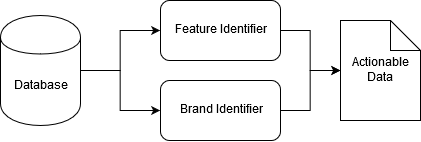 Database
Feature Identifier
Brand Identifier
Actionable
Data